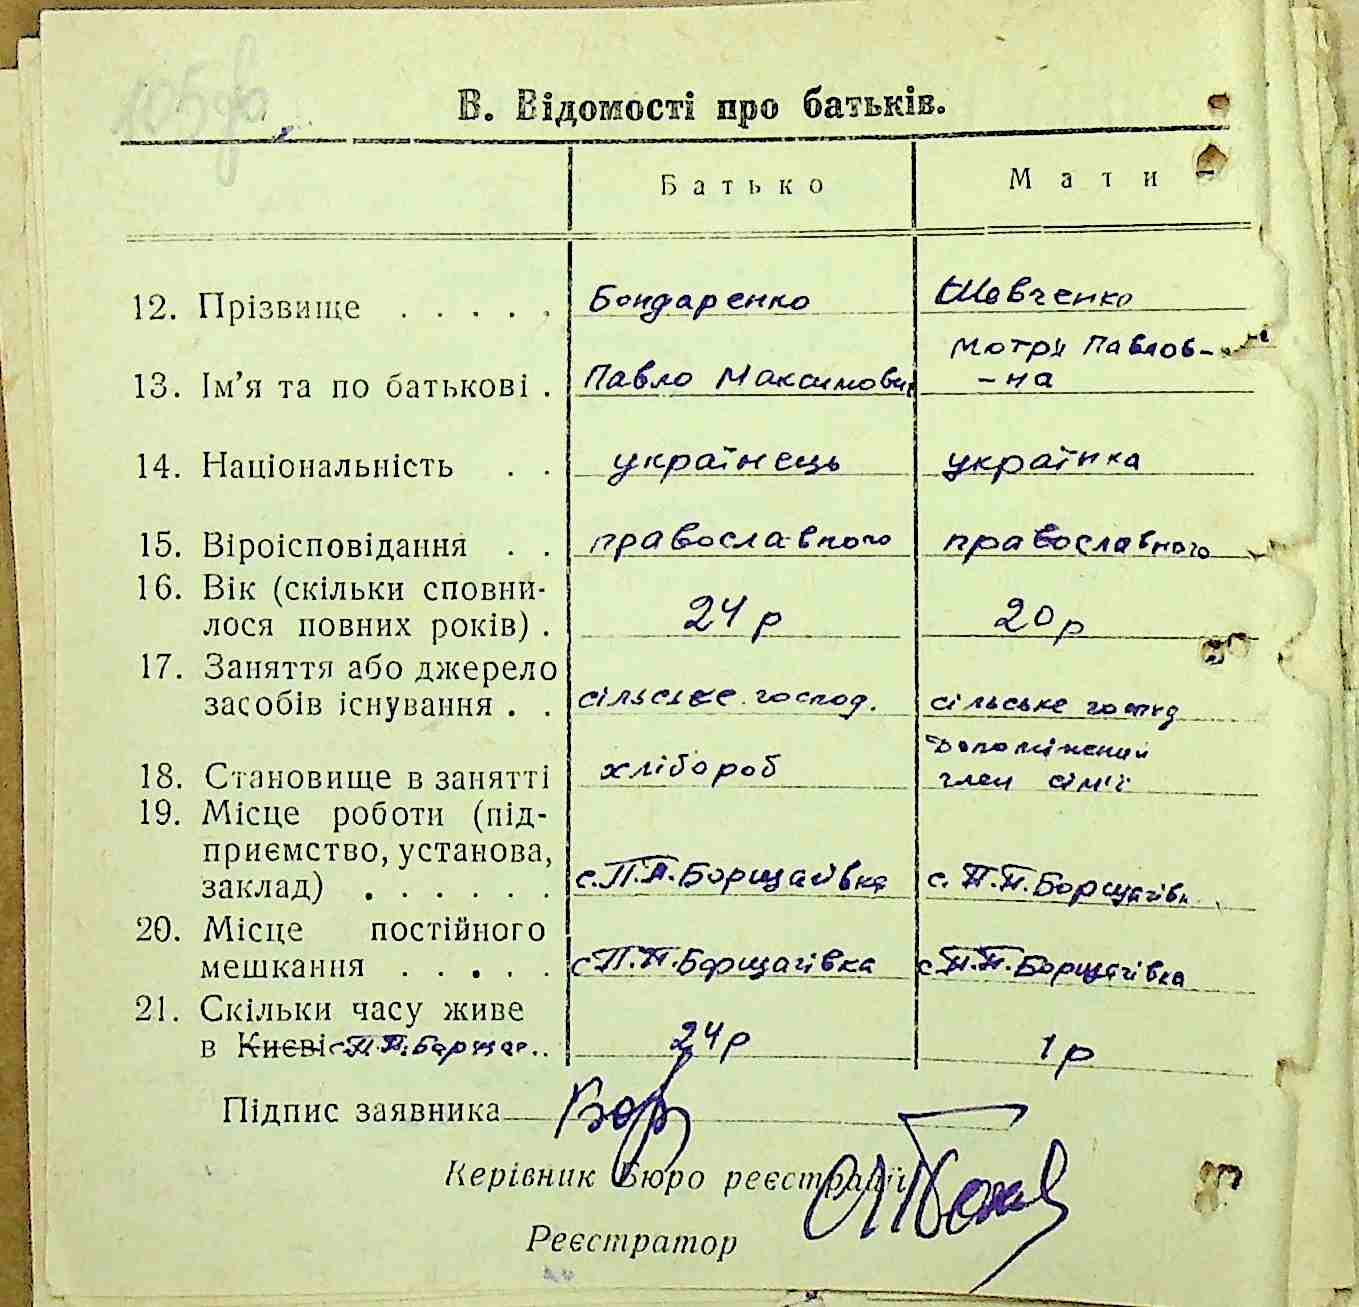 105 зв
В. Відомості про батьків.
Батько Мати
12. Прізвище . . . . . Бондаренко Шевченко
13. Ім'я та по батькові . Павло Максимович Мотря Павлов-
-на
14. Національність . . українець українка
15. Віроісповідання . . православного православного
16. Вік (скільки сповни-
лося повних років) . 24 р 20 р
17. Заняття або джерело
засобів існування . . сільське господ. сільське господ
18. Становище в занятті хлібороб допоміжний
член сім'ї
19. Місце роботи (під-
приємство, установа,
заклад) . . . . . . с. П.П. Борщагівка с. П.П. Борщагівк
20. Місце постійного
мешкання . . . . . с П.П. Борщагівка с П.П. Борщагівка
21. Скільки часу живе
в Києві с П.П. Борщаг.. 24 р 1 р
Підпис заявника
Керівник Бюро реєстрації
Реєстратор